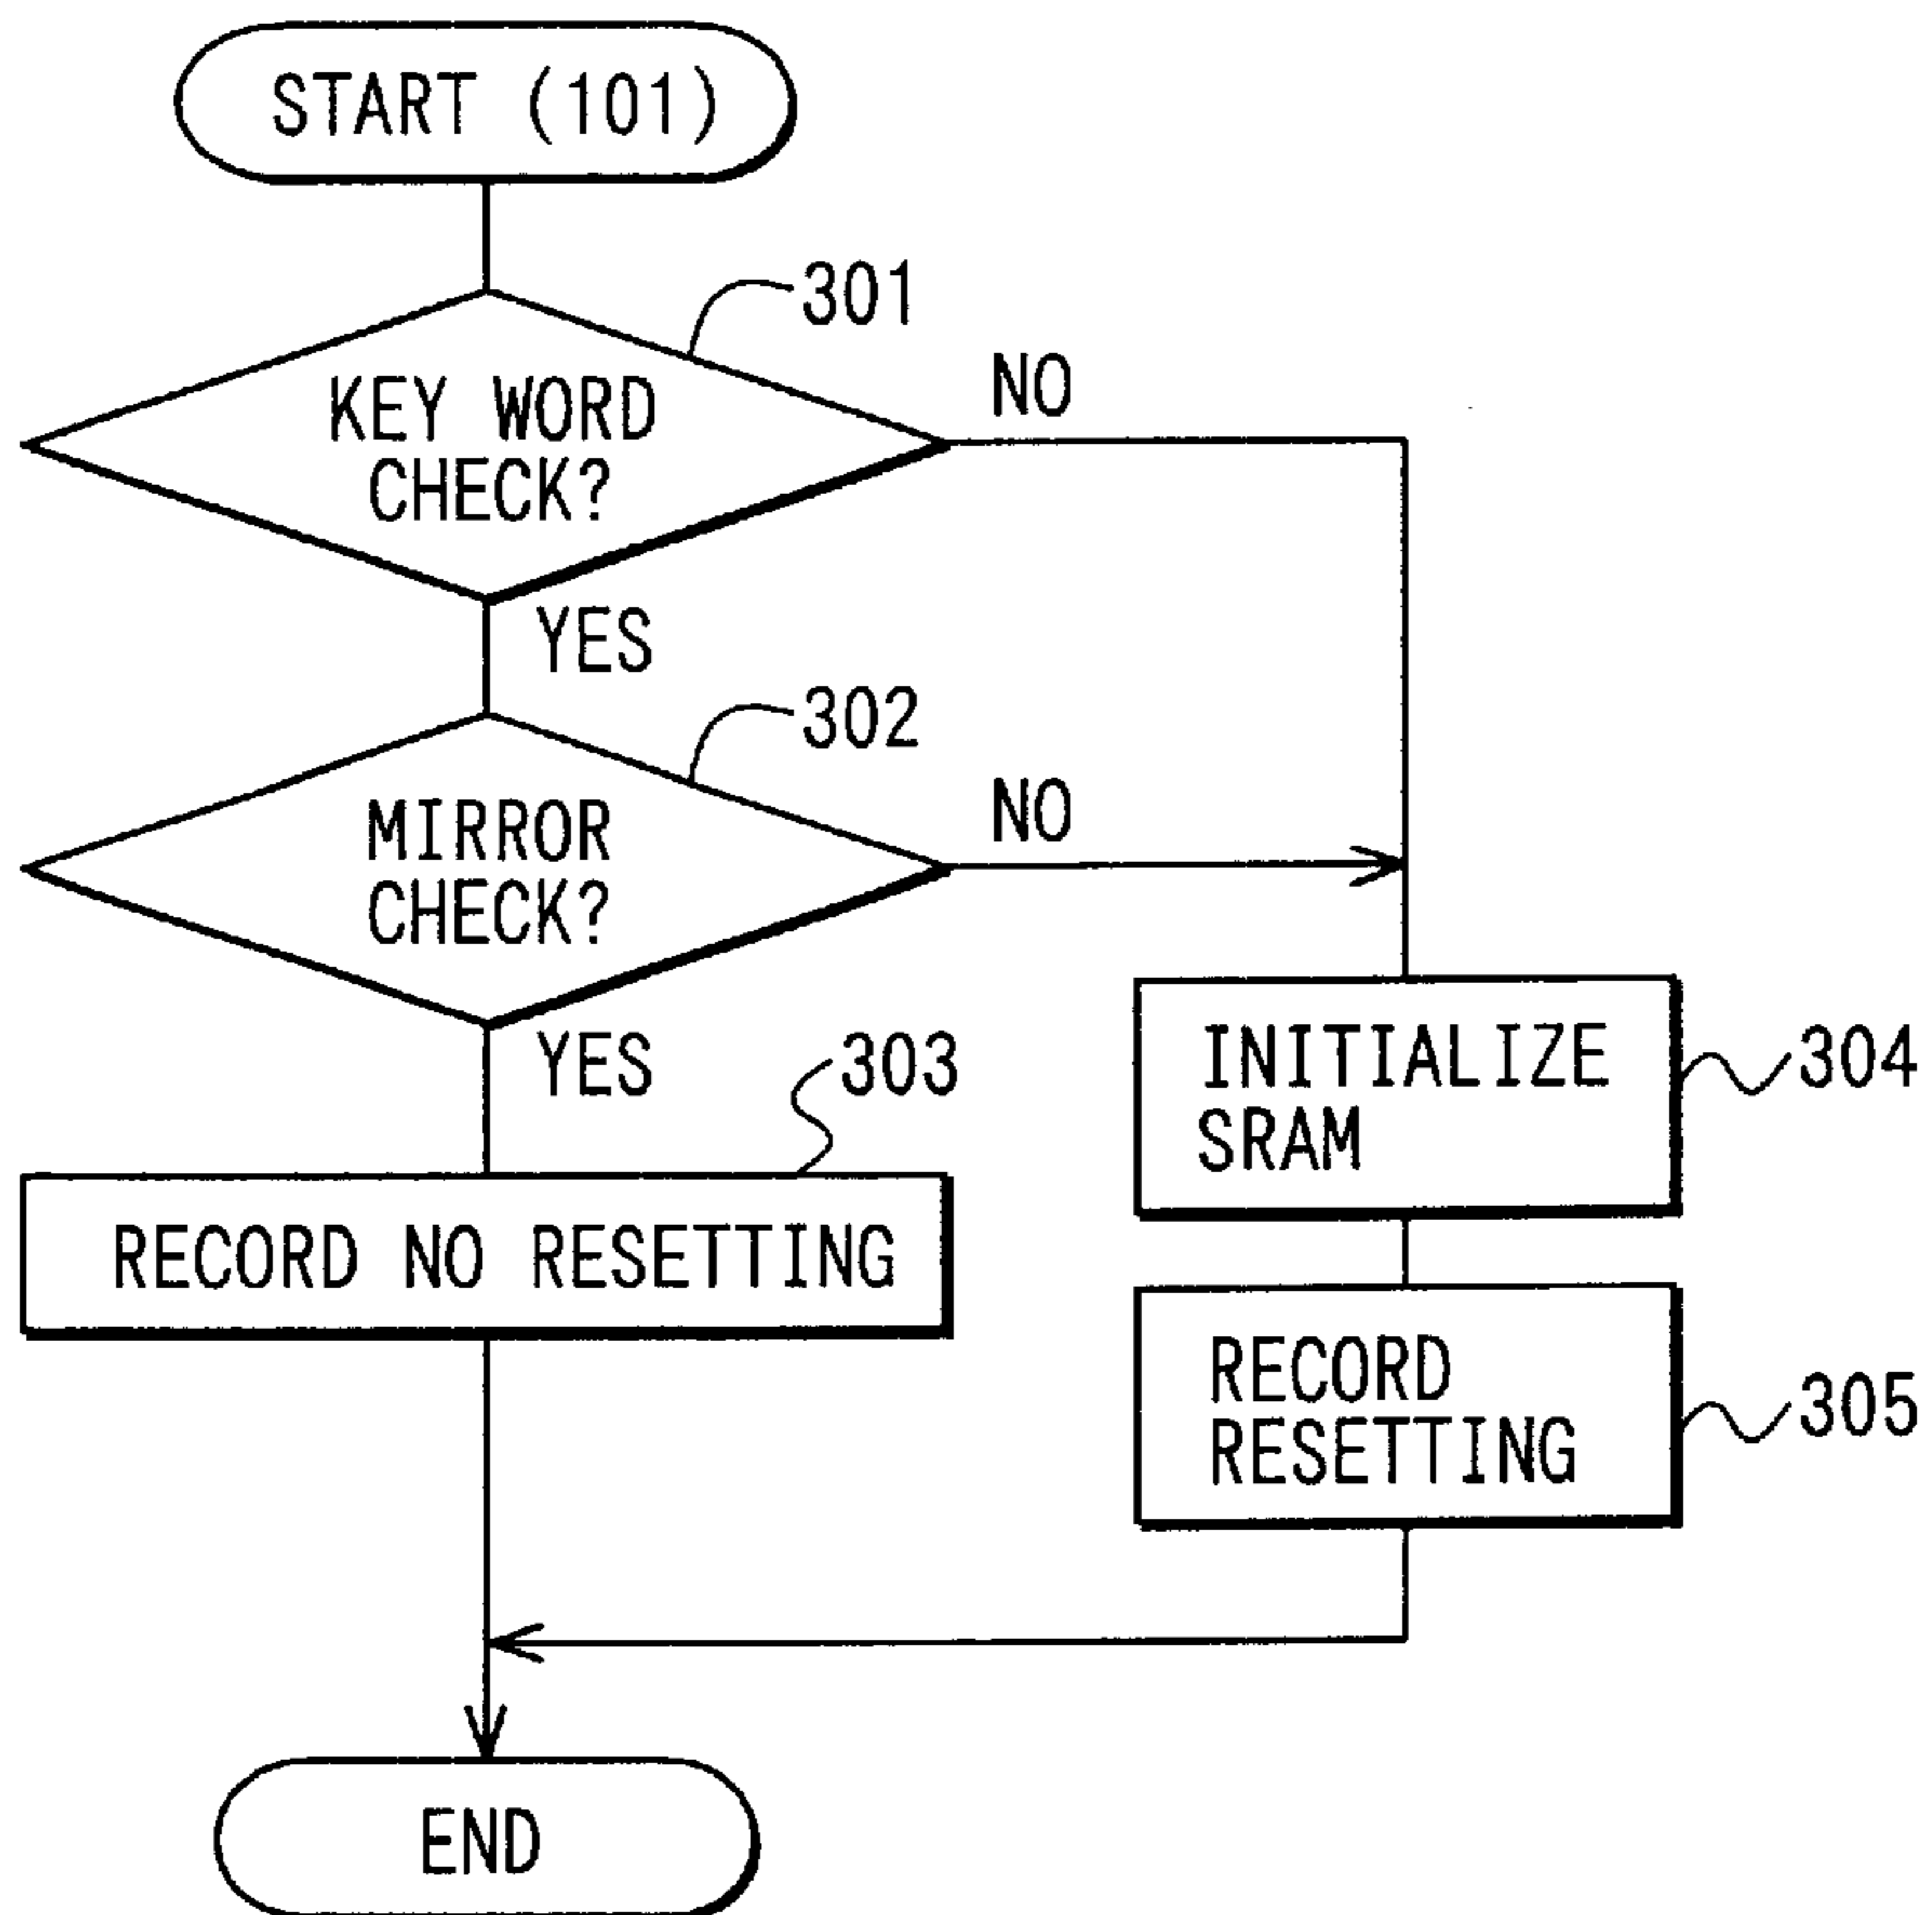 START (101)
301
KEY WORD
CHECK?
NO
YES
302
MIRROR
CHECK?
NO
YES
303
RECORD NO RESETTING
INITIALIZE
SRAM
304
RECORD
RESETTING
305
END